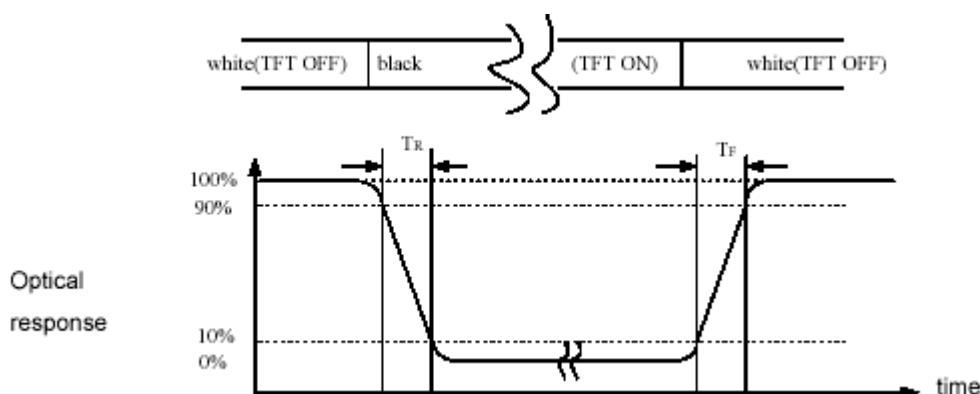 white(TFT OFF) black (TFT ON) white(TFT OFF)
TR TF
100%
90%
Optical
response
10%
0%
time